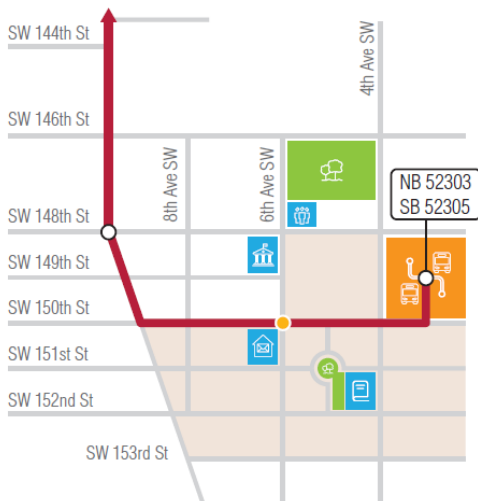 SW 144th St
4th Ave SW
SW 146th St
8th Ave SW
6th Ave SW
NB 52303
SB 52305
SW 148th St
SW 149th St
SW 150th St
SW 151st St
SW 152nd St
SW 153rd St